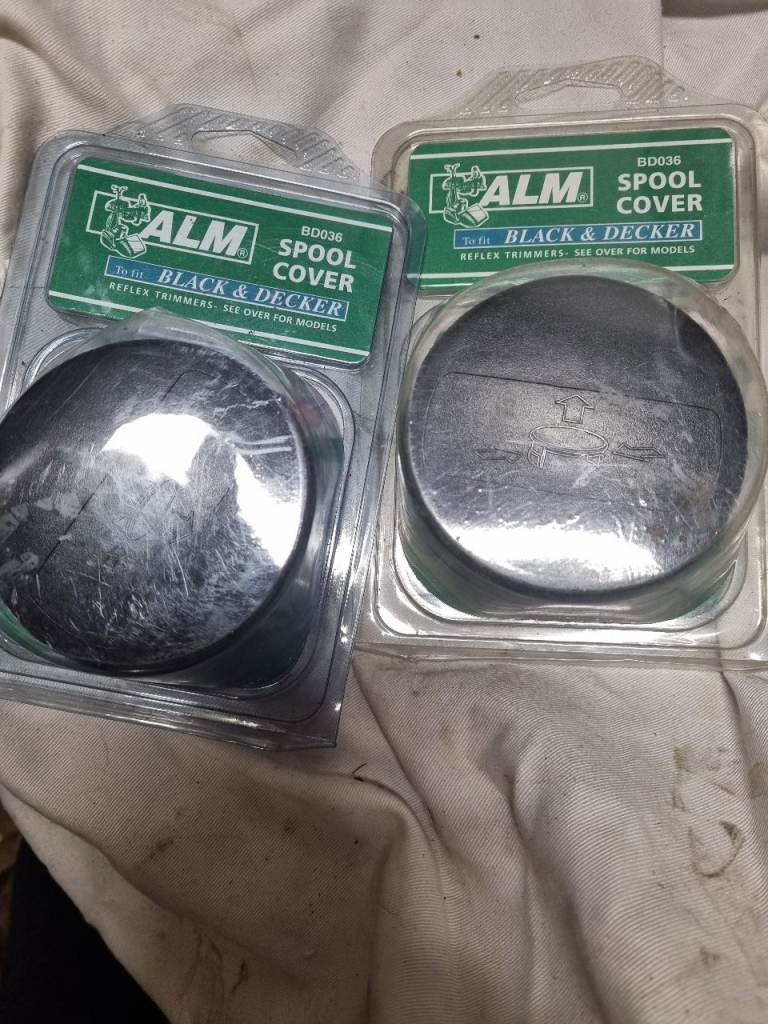 ALM®
BD036
SPOOL
COVER
To fit BLACK & DECKER
REFLEX TRIMMERS- SEE OVER FOR MODELS
ALM®
BD036
SPOOL
COVER
To fit BLACK & DECKER
REFLEX TRIMMERS- SEE OVER FOR MODELS